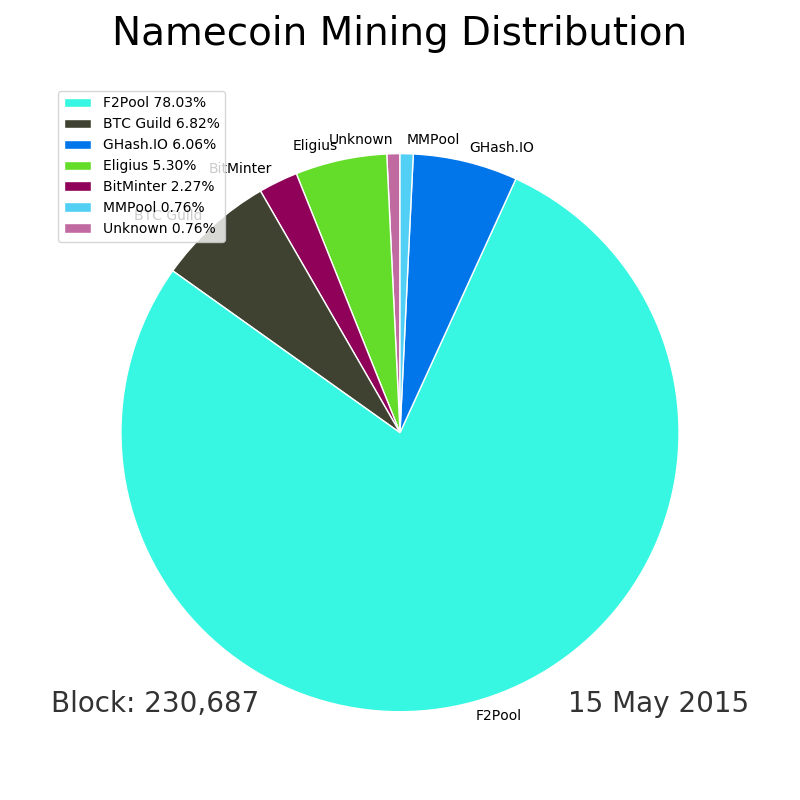 Namecoin Mining Distribution
F2Pool 78.03%
BTC Guild 6.82%
GHash.IO 6.06%
Eligius 5.30%
BitMinter 2.27%
MMPool 0.76%
Unknown 0.76%
Unknown
MMPool
Eligius
GHash.IO
BitMinter
BTC Guild
Block: 230,687
15 May 2015
F2Pool